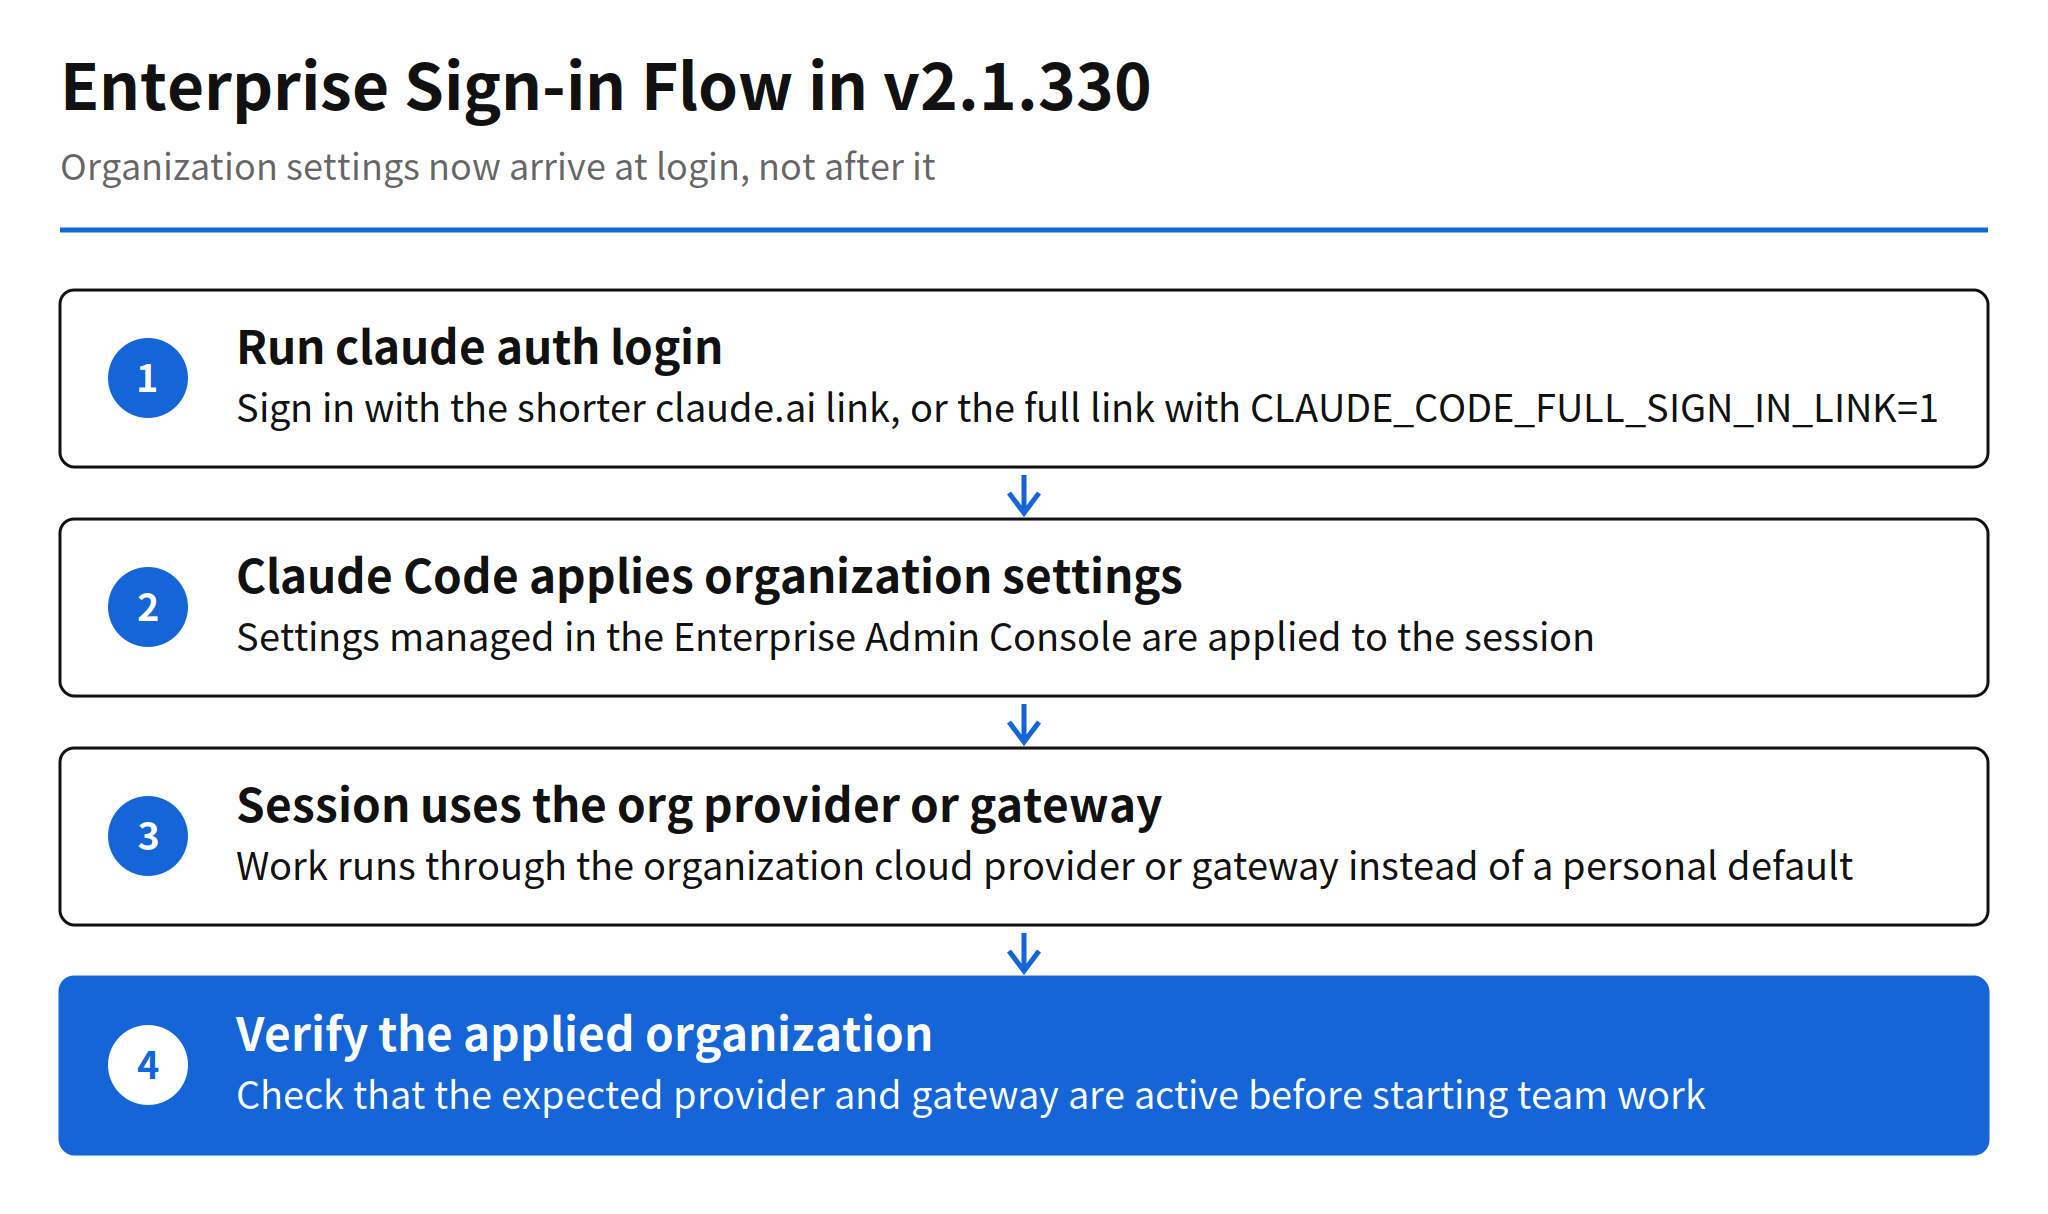 Enterprise Sign-in Flow in v2.1.330
Organization settings now arrive at login, not after it
1
Run claude auth login
Sign in with the shorter claude.ai link, or the full link with CLAUDE_CODE_FULL_SIGN_IN_LINK=1
2
Claude Code applies organization settings
Settings managed in the Enterprise Admin Console are applied to the session
3
Session uses the org provider or gateway
Work runs through the organization cloud provider or gateway instead of a personal default
4
Verify the applied organization
Check that the expected provider and gateway are active before starting team work